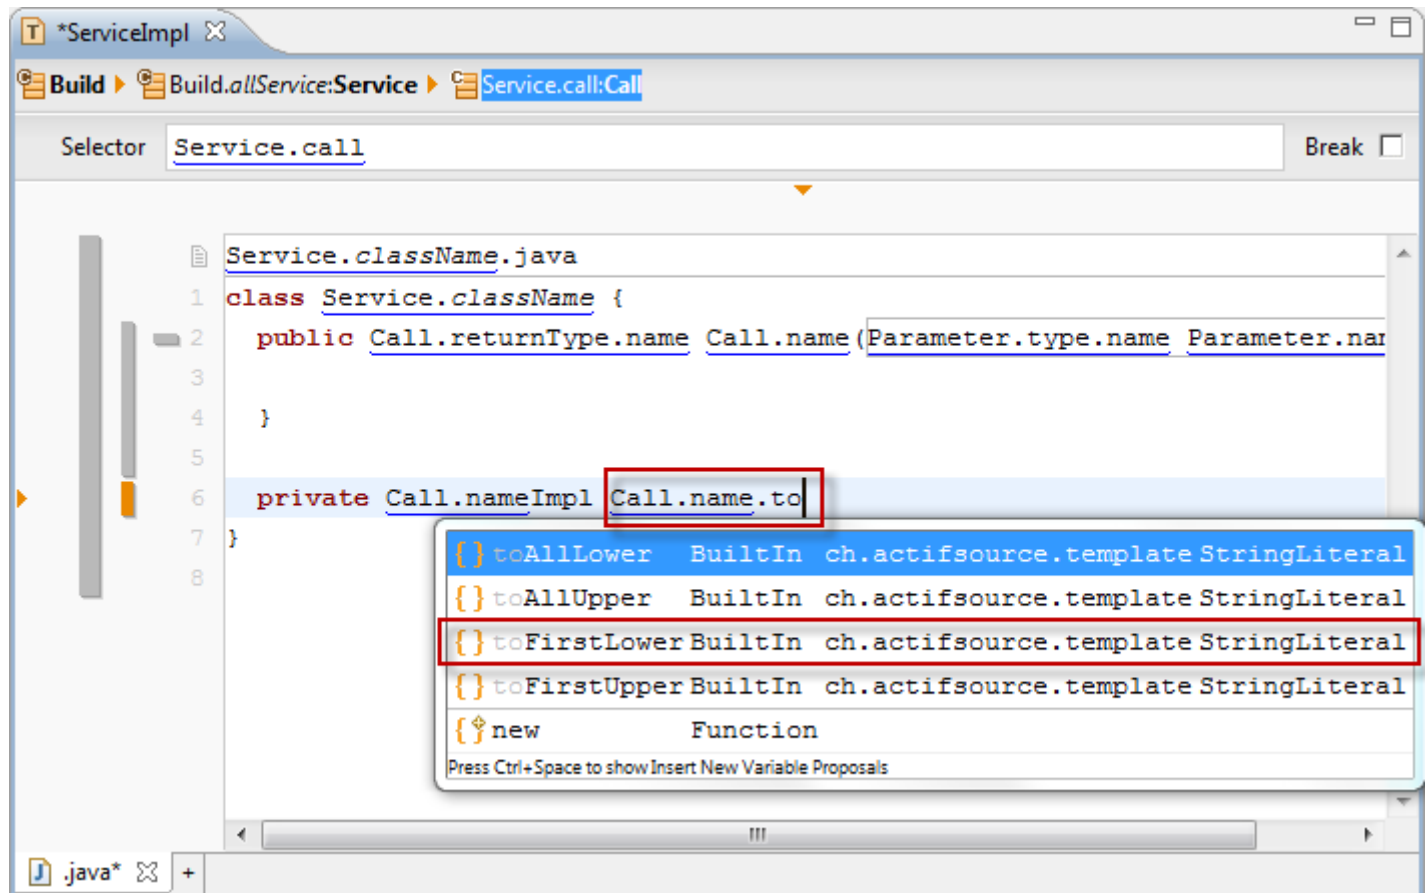 *ServiceImpl
Build Build.allService:Service Service.call:Call
Selector Service.call Break
Service.className.java
1 class Service.className {
2 public Call.returnType.name Call.name(Parameter.type.name Parameter.nar
3
4 }
5
6 private Call.nameImpl Call.name.to
7 }
8
{} toAllLower BuiltIn ch.actifsource.template StringLiteral
{} toAllUpper BuiltIn ch.actifsource.template StringLiteral
{} toFirstLower BuiltIn ch.actifsource.template StringLiteral
{} toFirstUpper BuiltIn ch.actifsource.template StringLiteral
{} new Function
Press Ctrl+Space to show Insert New Variable Proposals
.java* +